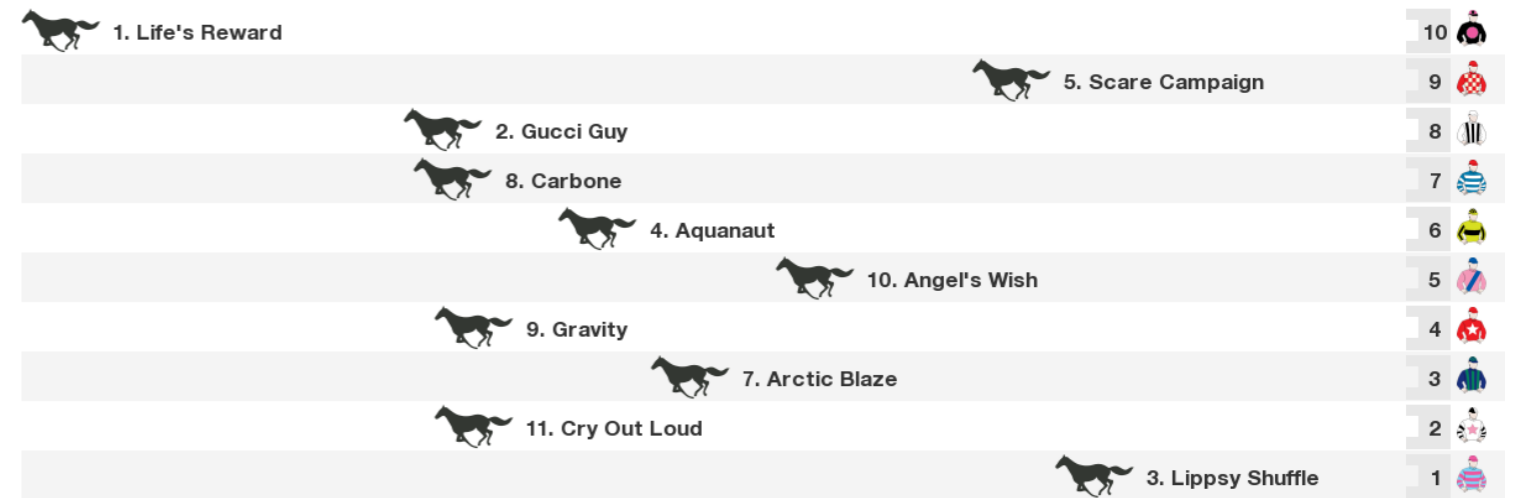 1. Life's Reward 10
5. Scare Campaign 9
2. Gucci Guy 8
8. Carbone 7
4. Aquanaut 6
10. Angel's Wish 5
9. Gravity 4
7. Arctic Blaze 3
11. Cry Out Loud 2
3. Lippsy Shuffle 1